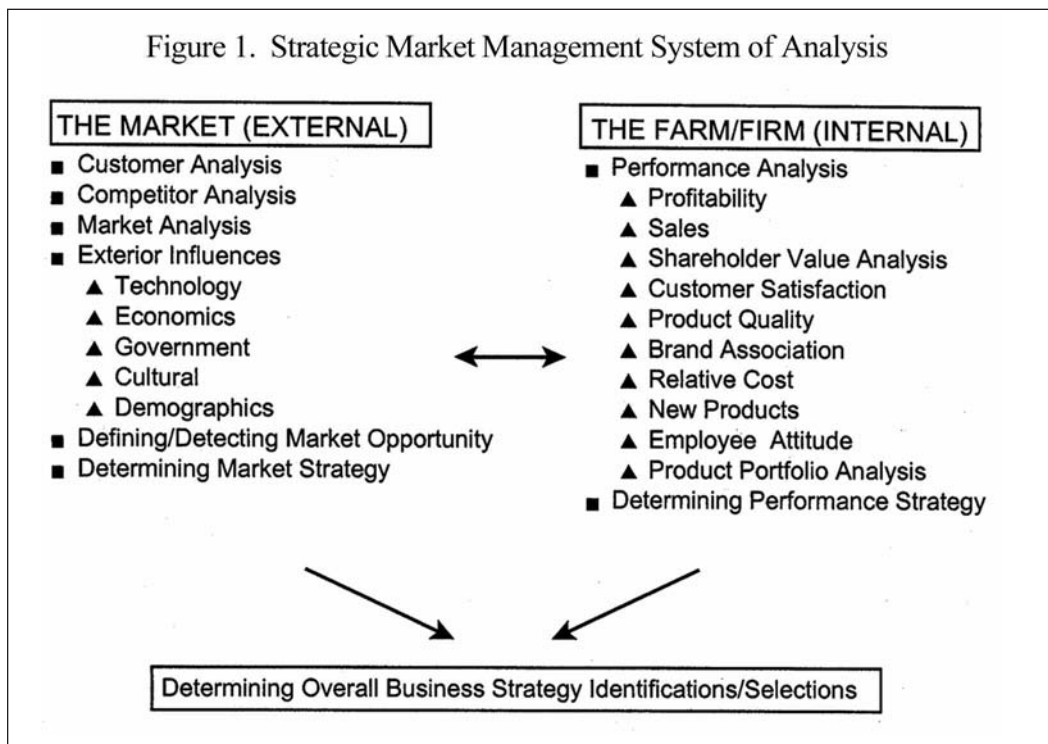 Figure 1. Strategic Market Management System of Analysis
THE MARKET (EXTERNAL)
■ Customer Analysis
■ Competitor Analysis
■ Market Analysis
■ Exterior Influences
▲ Technology
▲ Economics
▲ Government
▲ Cultural
▲ Demographics
■ Defining/Detecting Market Opportunity
■ Determining Market Strategy
THE FARM/FIRM (INTERNAL)
■ Performance Analysis
▲ Profitability
▲ Sales
▲ Shareholder Value Analysis
▲ Customer Satisfaction
▲ Product Quality
▲ Brand Association
▲ Relative Cost
▲ New Products
▲ Employee Attitude
▲ Product Portfolio Analysis
■ Determining Performance Strategy
Determining Overall Business Strategy Identifications/Selections